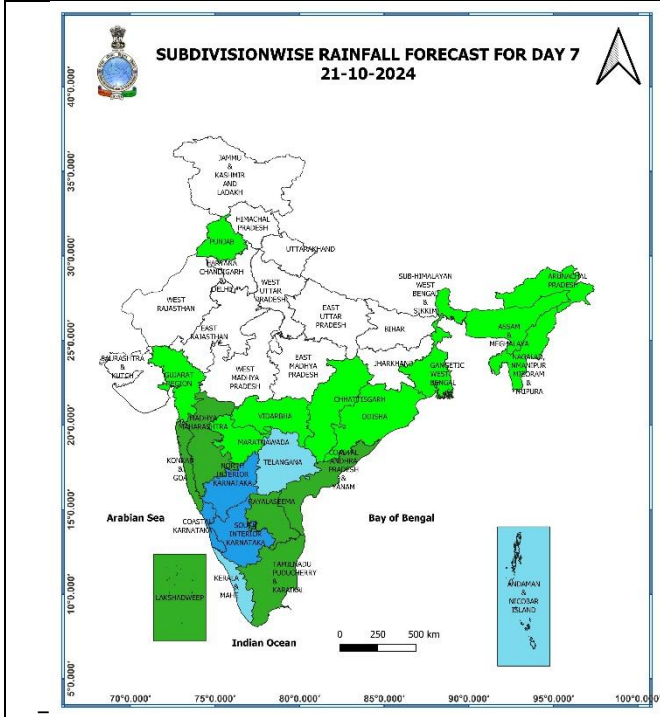 SUBDIVISIONWISE RAINFALL FORECAST FOR DAY 7
21-10-2024
40°0.000'
35°0.000'
30°0.000'
25°0.000'
20°0.000'
15°0.000'
10°0.000'
5°0.000'
JAMMU
&
KASHMIR
AND
LADAKH
HIMACHAL
PRADESH
PUNJAB
UTTARAKHAND
CHANDIGARH
&
DELHI
WEST
UTTAR
PRADESH
WEST
RAJASTHAN
EAST
RAJASTHAN
EAST
UTTAR
PRADESH
SUB-HIMALAYAN
WEST
BENGAL
&
SIKKIM
ARUNACHAL
PRADESH
BIHAR
ASSAM
&
MEGHALAYA
NAGALAND
MANIPUR
MIZORAM
&
TRIPURA
SAURASHTRA
&
KUTCH
GUJARAT
REGION
WEST
MADHYA
PRADESH
EAST
MADHYA
PRADESH
JHARKHAND
GANGETIC
WEST
BENGAL
CHHATTISGARH
ODISHA
MADHYA
MAHARASHTRA
VIDARBHA
MARATHAWADA
KONKAN
&
GOA
NORTH
INTERIOR
KARNATAKA
TELANGANA
COASTAL
ANDHRA
PRADESH
&
YANAM
RAYALASEEMA
Arabian Sea
Bay of Bengal
COASTAL
KARNATAKA
SOUTH
INTERIOR
KARNATAKA
TAMILNADU
PUDUCHERRY
&
KARAIKAL
KERALA
&
MAHE
LAKSHADWEEP
ANDAMAN
&
NICOBAR
ISLAND
Indian Ocean
0 250 500 km
70°0.000' 75°0.000' 80°0.000' 85°0.000' 90°0.000' 95°0.000' 100°0.000'